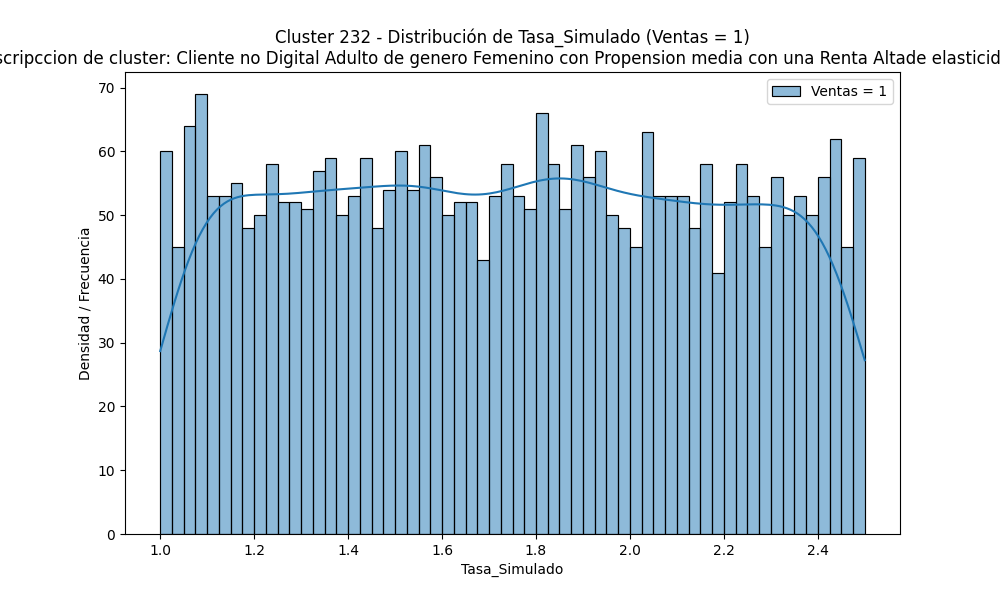 Cluster 232 - Distribución de Tasa_Simulado (Ventas = 1)
scripccion de cluster: Cliente no Digital Adulto de genero Femenino con Propension media con una Renta Altade elasticid
Ventas = 1
Densidad / Frecuencia
70
60
50
40
30
20
10
0
1.0 1.2 1.4 1.6 1.8 2.0 2.2 2.4
Tasa_Simulado